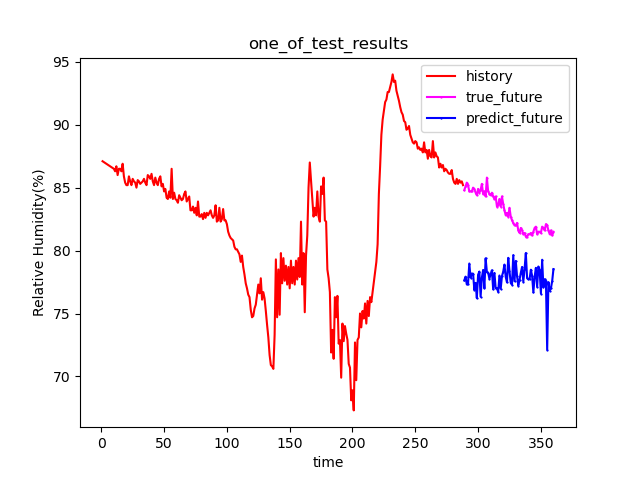 one_of_test_results
history
true_future
predict_future
Relative Humidity(%)
95
90
85
80
75
70
0
50
100
150
200
250
300
350
time